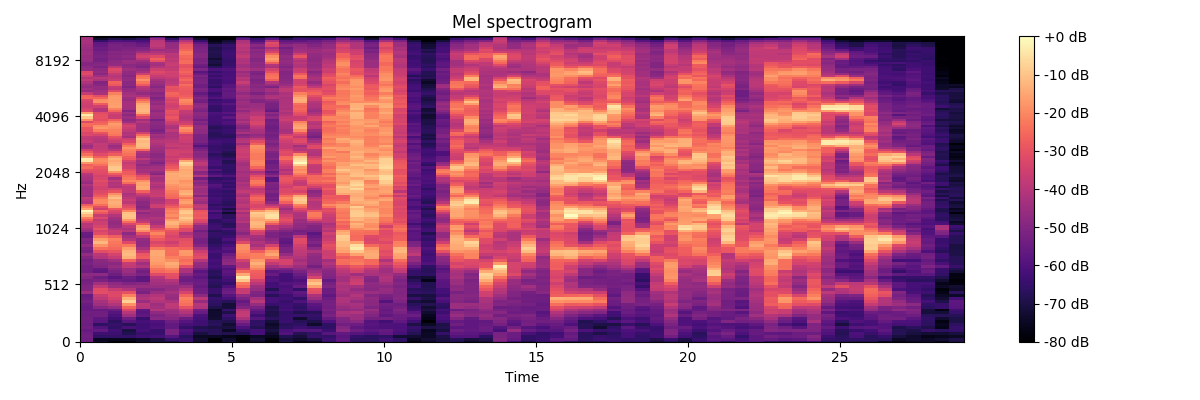 Mel spectrogram
8192
4096
2048
1024
512
0
Hz
0 5 10 15 20 25
Time
+0 dB
-10 dB
-20 dB
-30 dB
-40 dB
-50 dB
-60 dB
-70 dB
-80 dB